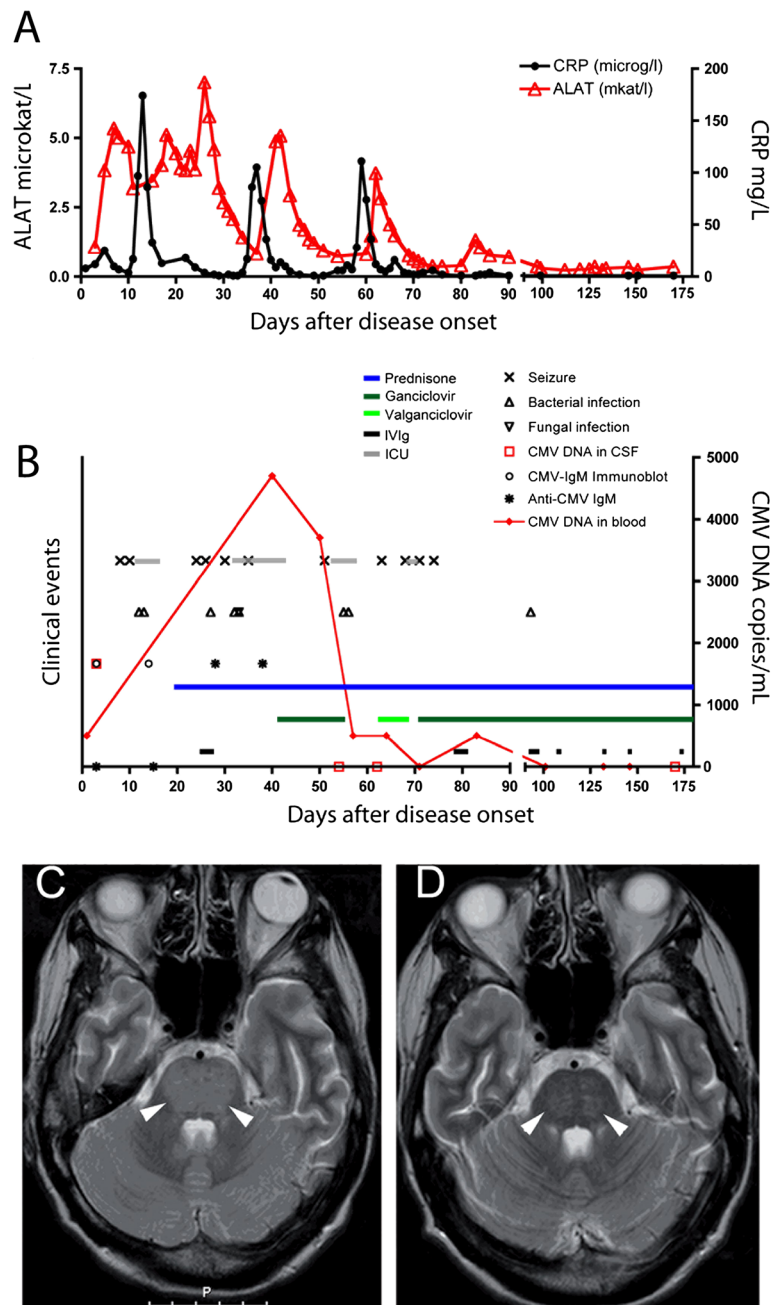 A
CRP (microg/l)
ALAT (mkat/l)
ALAT microkat/L
7.5
5.0
2.5
0.0
200
150
100
50
0
CRP mg/L
0 10 20 30 40 50 60 70 80 90 100 125 150 175
Days after disease onset
B
Prednisone
Ganciclovir
Valganciclovir
IVIg
ICU
Seizure
Bacterial infection
Fungal infection
CMV DNA in CSF
CMV-IgM Immunoblot
Anti-CMV IgM
CMV DNA in blood
Clinical events
5000
4000
3000
2000
1000
0
CMV DNA copies/mL
0 10 20 30 40 50 60 70 80 90 100 125 150 175
Days after disease onset
C
D
P